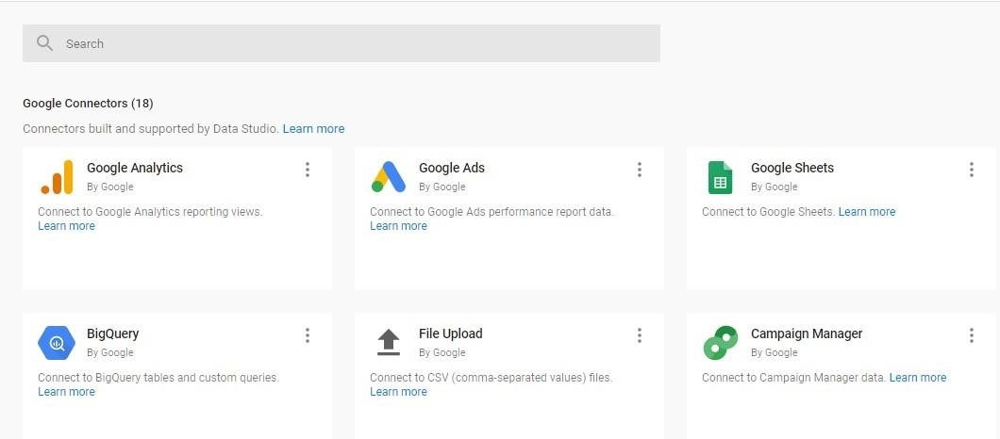 Search
Google Connectors (18)
Connectors built and supported by Data Studio. Learn more
Google Analytics
By Google
Connect to Google Analytics reporting views.
Learn more
Google Ads
By Google
Connect to Google Ads performance report data.
Learn more
Google Sheets
By Google
Connect to Google Sheets. Learn more
BigQuery
By Google
Connect to BigQuery tables and custom queries.
Learn more
File Upload
By Google
Connect to CSV (comma-separated values) files.
Learn more
Campaign Manager
By Google
Connect to Campaign Manager data. Learn more